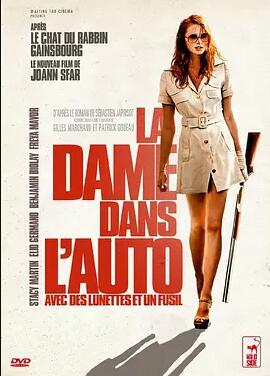 WAITING FOR CINEMA
PRÉSENTE
APRÈS
LE CHAT DU RABBIN
GAINSBOURG
LE NOUVEAU FILM DE
JOANN SFAR
D'APRÈS LE ROMAN DE SÉBASTIEN JAPRISOT
GILLES MARCHAND ET PATRICK GODEAU
LA
DAME
DANS
L'AUTO
AVEC DES LUNETTES ET UN FUSIL
STACY MARTIN
ELIO GERMANO
BENJAMIN BIOLAY
FREYA MAVOR
DVD
WILD
SIDE